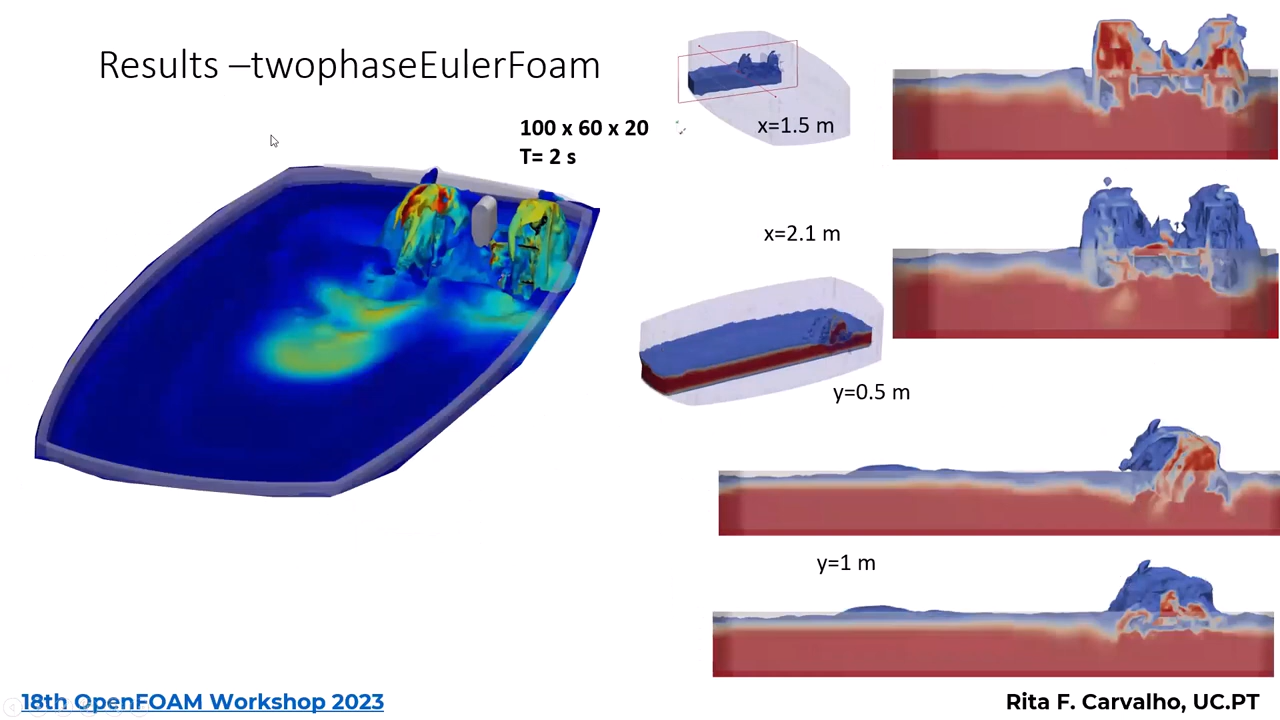 Results –twophaseEulerFoam
100 x 60 x 20
T= 2 s
x=1.5 m
x=2.1 m
y=0.5 m
y=1 m
18th OpenFOAM Workshop 2023
Rita F. Carvalho, UC.PT